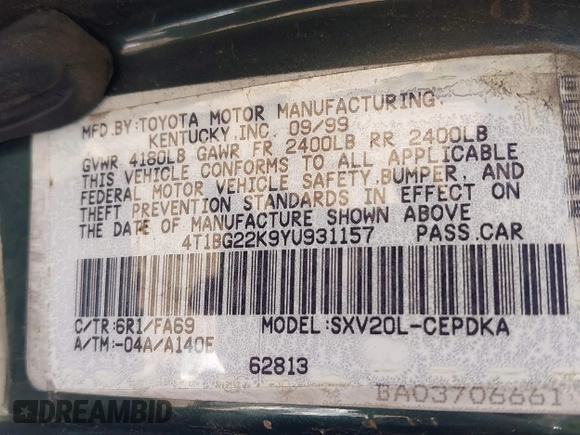 MFD.BY:TOYOTA MOTOR MANUFACTURING,
KENTUCKY,INC. 09/99
GVWR 4180LB GAWR FR 2400LB RR 2400LB
THIS VEHICLE CONFORMS TO ALL APPLICABLE
FEDERAL MOTOR VEHICLE SAFETY,BUMPER, AND
THEFT PREVENTION STANDARDS IN EFFECT ON
THE DATE OF MANUFACTURE SHOWN ABOVE
4T1BG22K9YU931157 PASS.CAR
C/TR:6R1/FA69 MODEL:SXV20L-CEPDKA
A/TM:-04A/A140E
62813
BA03706661
DREAMBID